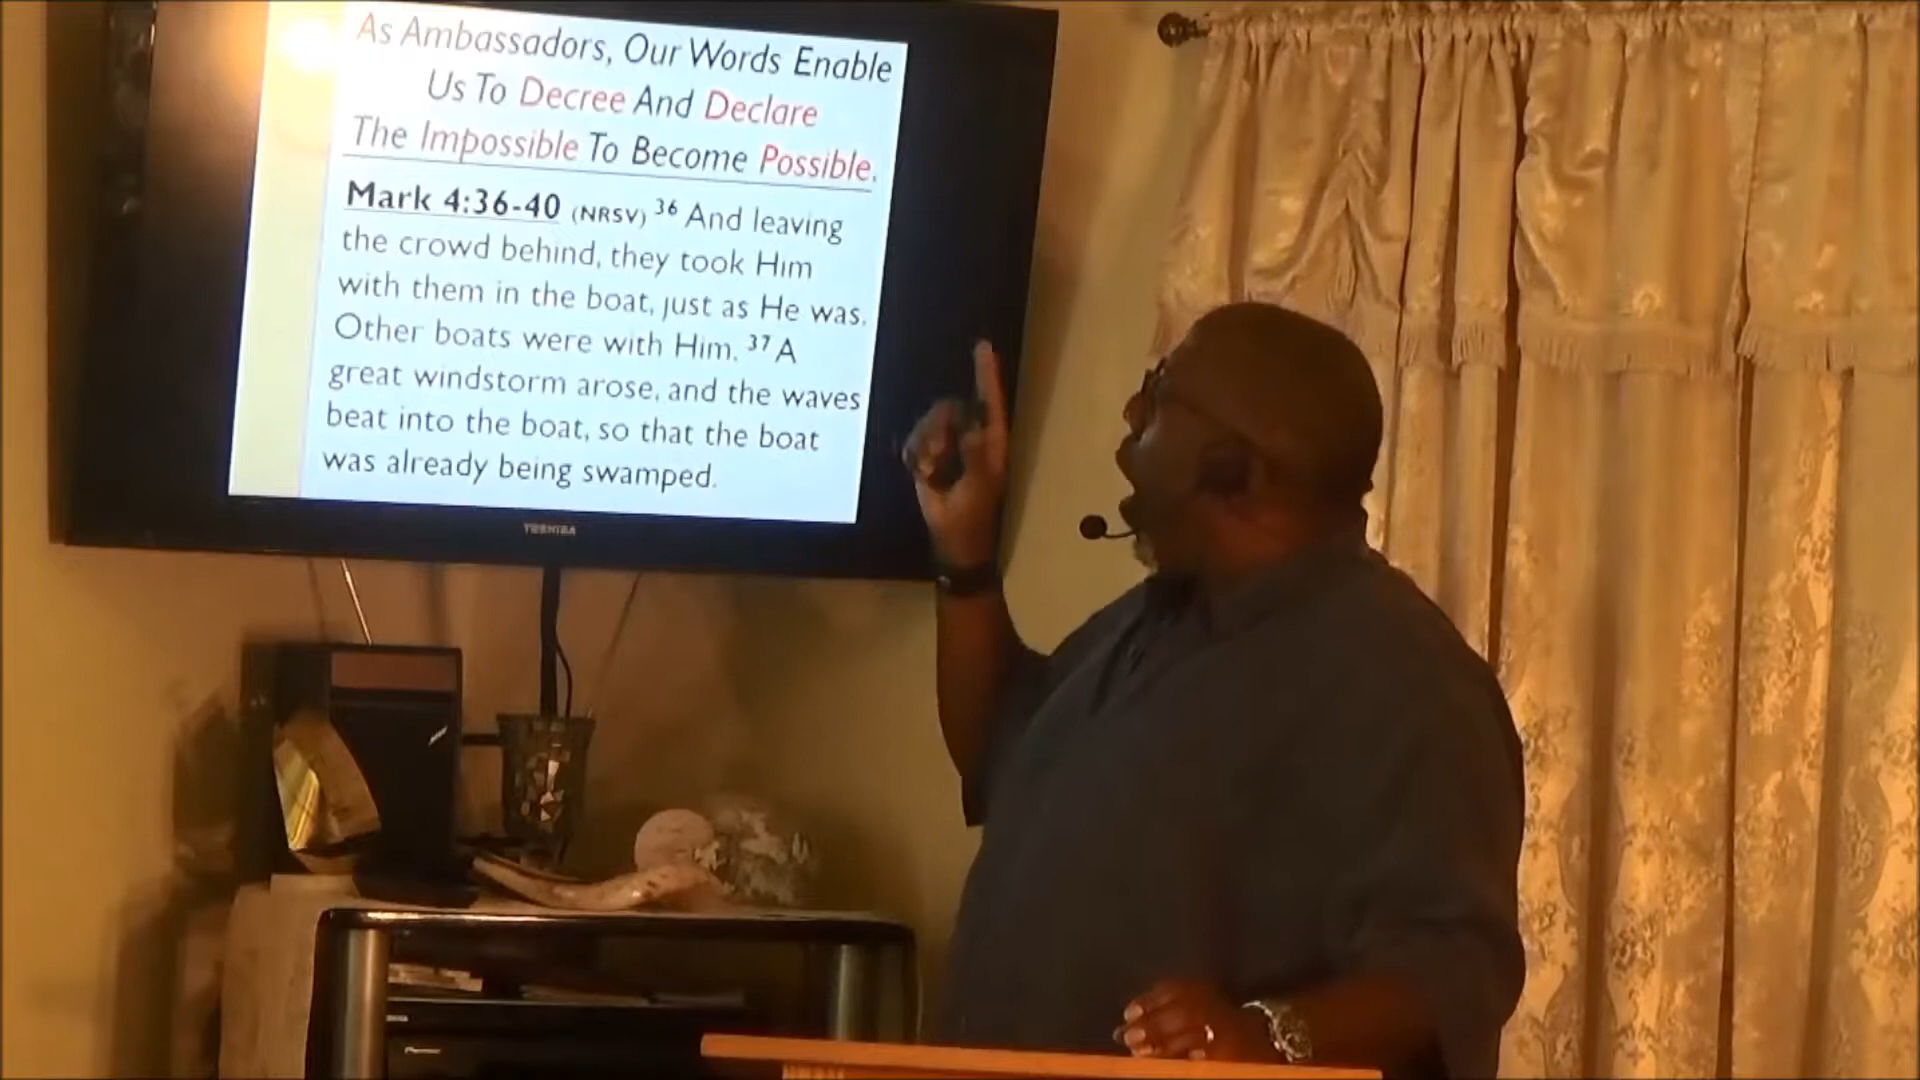 As Ambassadors, Our Words Enable
Us To Decree And Declare
The Impossible To Become Possible.
Mark 4:36-40 (NRSV) 36 And leaving
the crowd behind, they took Him
with them in the boat, just as He was.
Other boats were with Him. 37 A
great windstorm arose, and the waves
beat into the boat, so that the boat
was already being swamped.
TOSHIBA
Pioneer